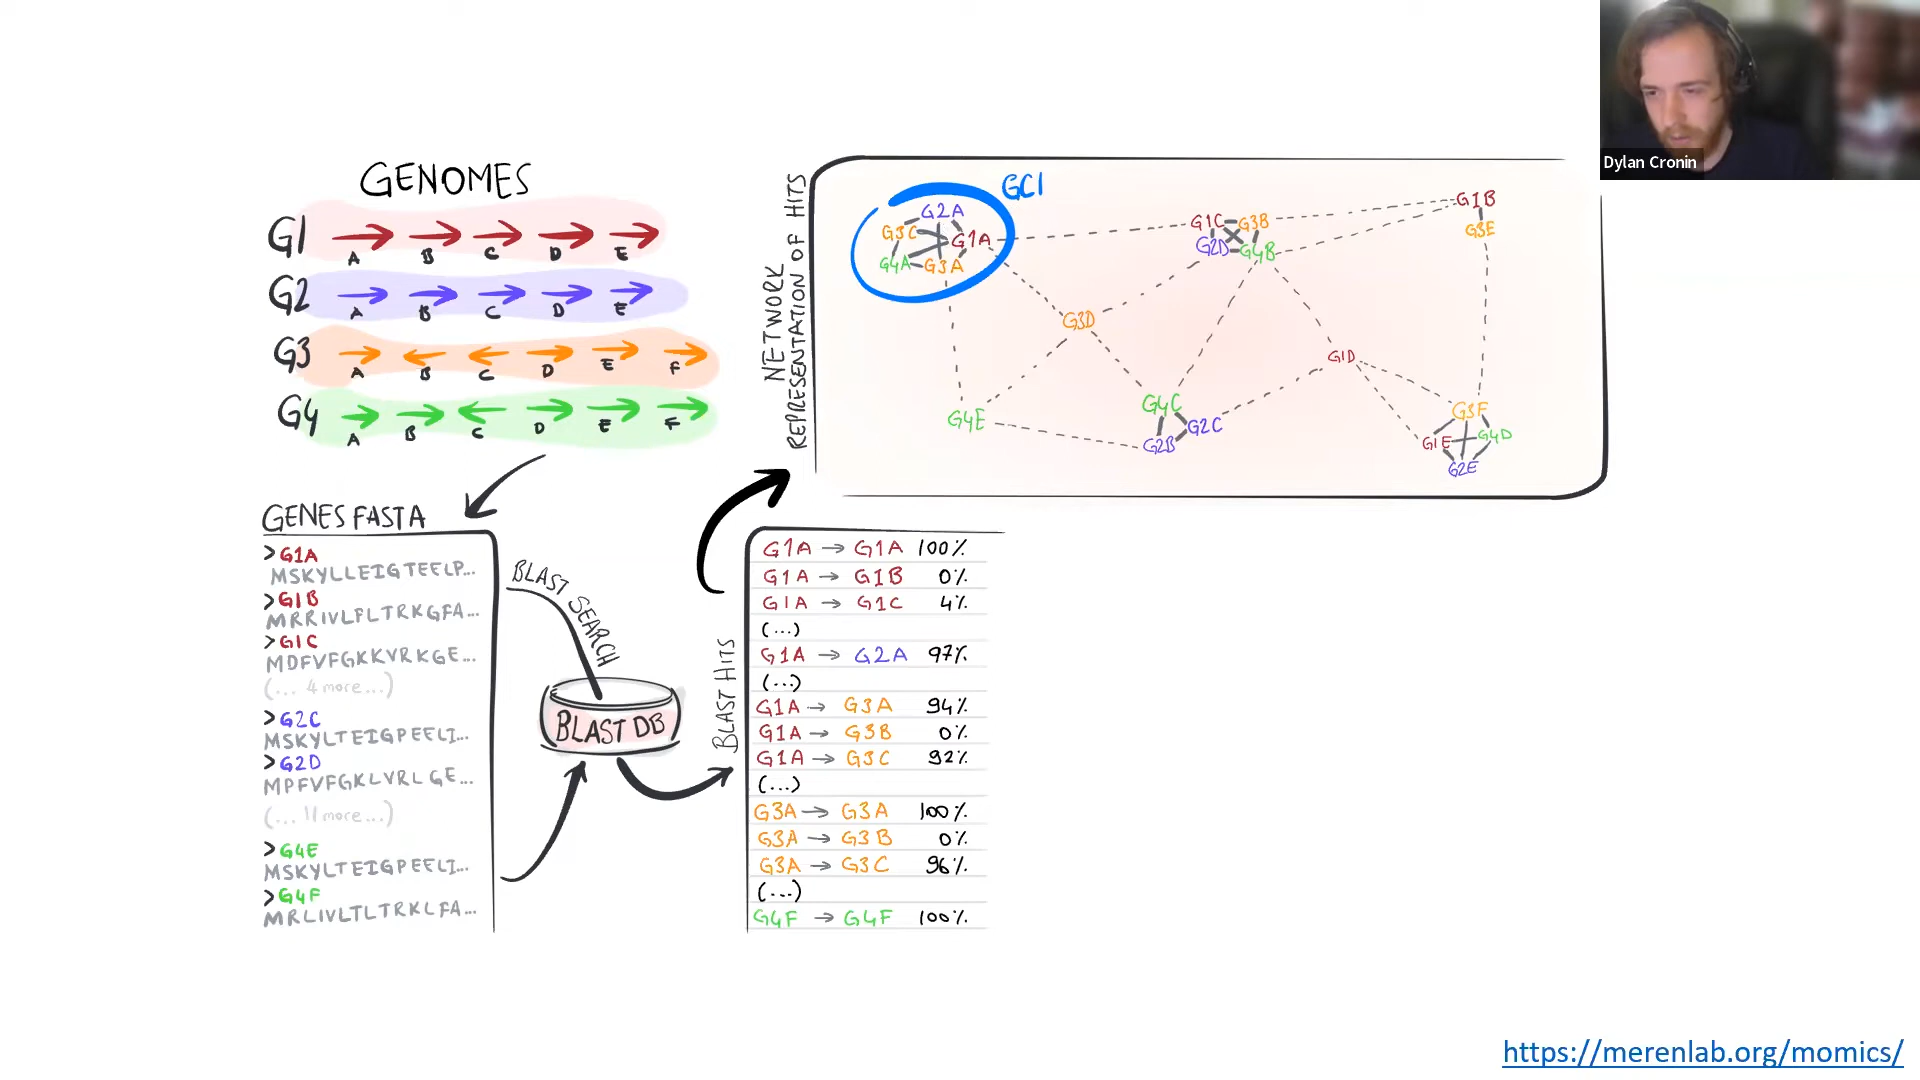 GENOMES
G1
A B C D E
G2
A B C D E
G3
A B C D E F
G4
A B C D E F
GENES FASTA
>G1A
MSKYLLEIGTEELP...
>G1B
MRRIVLFLTRKGFA...
>G1C
MDFVFGKKVRKGE...
(... 4 more...)
>G2C
MSKYLTEIGPEELI...
>G2D
MPFVFGKLVRLGE...
(... 11 more...)
>G4E
MSKYLTEIGPEELI...
>G4F
MRLIVLTLTRKLFA...
BLAST SEARCH
BLAST DB
BLAST HITS
G1A → G1A 100%
G1A → G1B 0%
G1A → G1C 4%
(...)
G1A → G2A 97%
(...)
G1A → G3A 94%
G1A → G3B 0%
G1A → G3C 92%
(...)
G3A → G3A 100%
G3A → G3B 0%
G3A → G3C 96%
(...)
G4F → G4F 100%
NETWORK
REPRESENTATION OF HITS
GC1
G2A
G3C
G1A
G4A
G3A
G1C
G3B
G2D
G4B
G1B
G3E
G3D
G1D
G4E
G4C
G2C
G2B
G3F
G1E
G4D
G2E
Dylan Cronin
https://merenlab.org/momics/